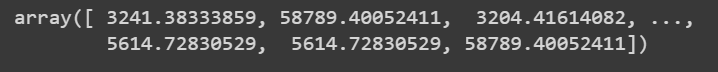 array([ 3241.38333859, 58789.40052411,  3204.41614082, ...,
        5614.72830529,  5614.72830529, 58789.40052411])